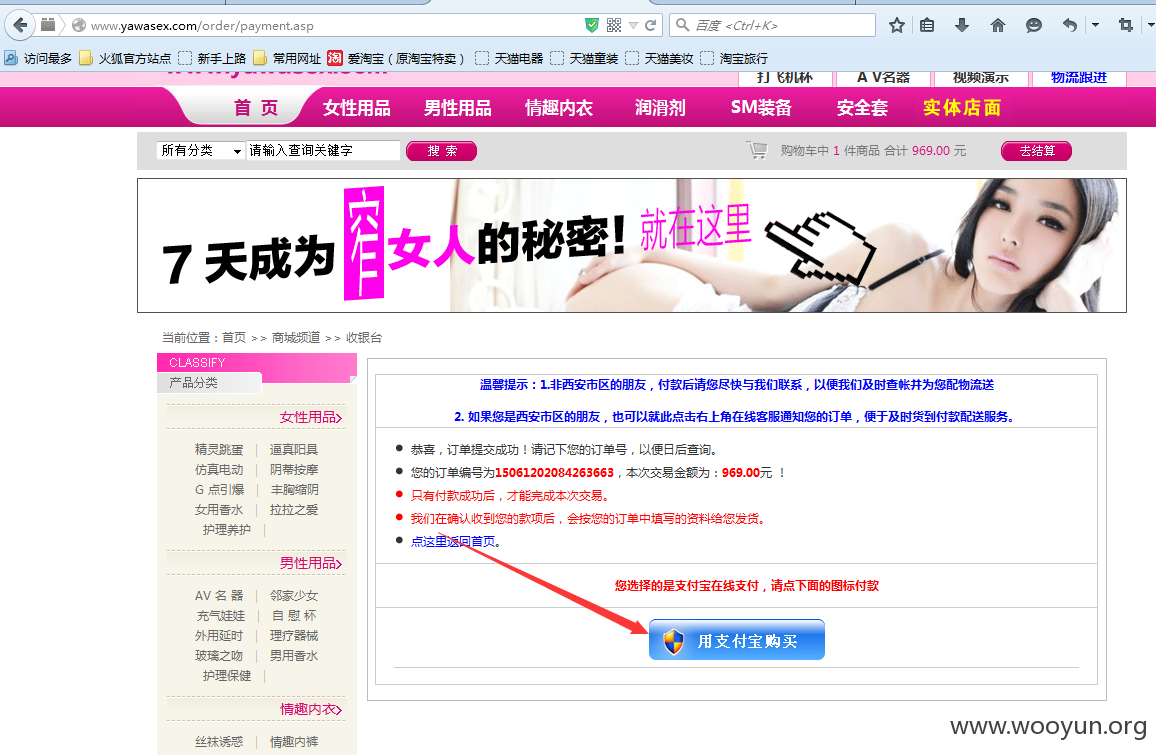 www.yawasex.com/order/payment.asp
百度 <Ctrl+K>
访问最多 火狐官方站点 新手上路 常用网址 淘 爱淘宝（原淘宝特卖） 天猫电器 天猫童装 天猫美妆 淘宝旅行
www.yawasex.com
打飞机杯 A V名器 视频演示 物流跟进
首 页 女性用品 男性用品 情趣内衣 润滑剂 SM装备 安全套 实体店面
所有分类 请输入查询关键字 搜 索 购物车中 1 件商品 合计 969.00 元 去结算
7 天成为 女人的秘密! 就在这里
当前位置：首页 >> 商城频道 >> 收银台
CLASSIFY
产品分类
女性用品
精灵跳蛋 | 逼真阳具
仿真电动 | 阴蒂按摩
G 点引爆 | 丰胸缩阴
女用香水 | 拉拉之爱
护理养护 |
男性用品
AV 名 器 | 邻家少女
充气娃娃 | 自 慰 杯
外用延时 | 理疗器械
玻璃之吻 | 男用香水
护理保健 |
情趣内衣
丝袜诱惑 | 情趣内裤
温馨提示：1.非西安市区的朋友，付款后请您尽快与我们联系，以便我们及时查帐并为您配物流送
2. 如果您是西安市区的朋友，也可以就此点击右上角在线客服通知您的订单，便于及时货到付款配送服务。
恭喜，订单提交成功！请记下您的订单号，以便日后查询。
您的订单编号为15061202084263663，本次交易金额为：969.00元 ！
只有付款成功后，才能完成本次交易。
我们在确认收到您的款项后，会按您的订单中填写的资料给您发货。
点这里返回首页。
您选择的是支付宝在线支付，请点下面的图标付款
用支付宝购买
www.wooyun.org